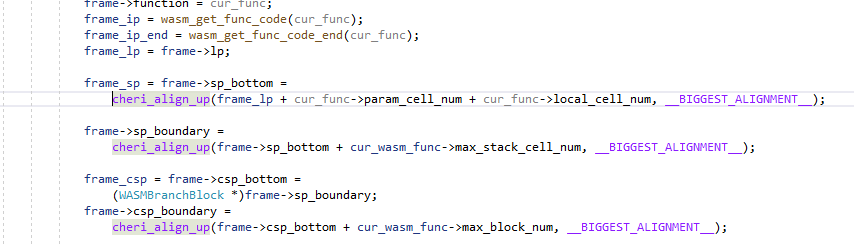 frame->function = cur_func;
frame_ip = wasm_get_func_code(cur_func);
frame_ip_end = wasm_get_func_code_end(cur_func);
frame_lp = frame->lp;
frame_sp = frame->sp_bottom =
cheri_align_up(frame_lp + cur_func->param_cell_num + cur_func->local_cell_num, __BIGGEST_ALIGNMENT__);
frame->sp_boundary =
cheri_align_up(frame->sp_bottom + cur_wasm_func->max_stack_cell_num, __BIGGEST_ALIGNMENT__);
frame_csp = frame->csp_bottom =
(WASMBranchBlock *)frame->sp_boundary;
frame->csp_boundary =
cheri_align_up(frame->csp_bottom + cur_wasm_func->max_block_num, __BIGGEST_ALIGNMENT__);